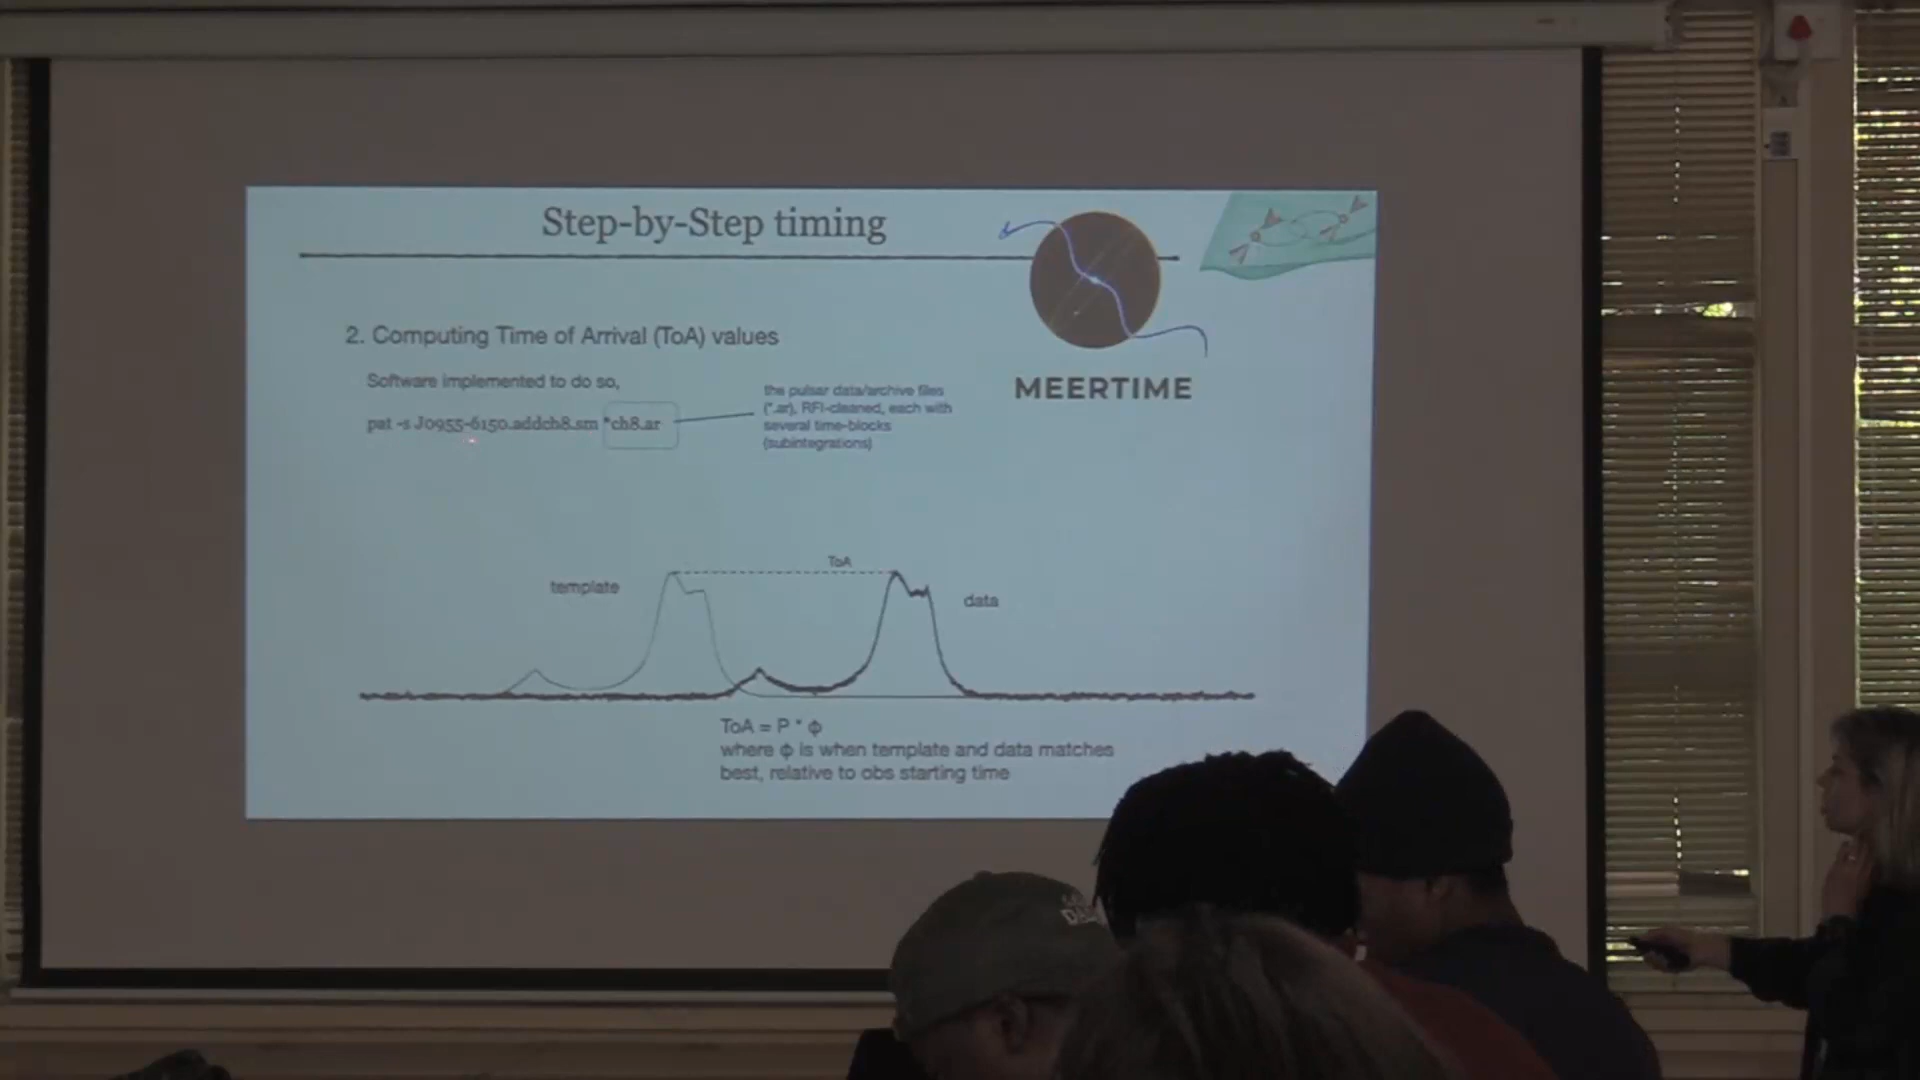 Step-by-Step timing
2. Computing Time of Arrival (ToA) values
Software implemented to do so,
pat -s J0955-6150.addch8.sm *ch8.ar
the pulsar data/archive files
(*.ar), RFI-cleaned, each with
several time-blocks
(subintegrations)
MEERTIME
ToA
template
data
ToA = P * ϕ
where ϕ is when template and data matches
best, relative to obs starting time